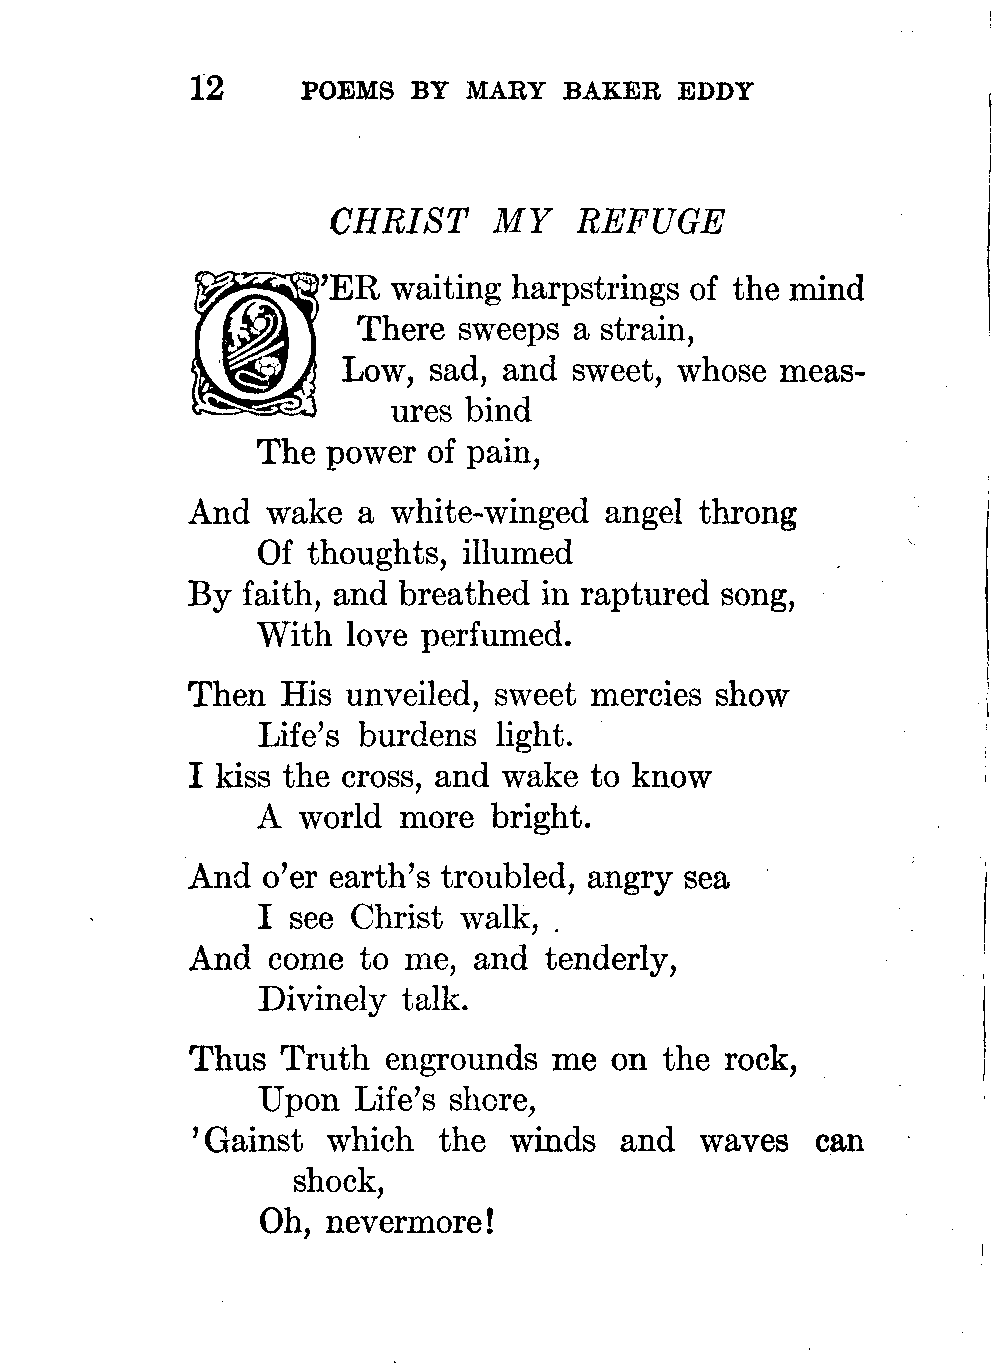 12 POEMS BY MARY BAKER EDDY
CHRIST MY REFUGE
O'ER waiting harpstrings of the mind
There sweeps a strain,
Low, sad, and sweet, whose meas-
ures bind
The power of pain,
And wake a white-winged angel throng
Of thoughts, illumed
By faith, and breathed in raptured song,
With love perfumed.
Then His unveiled, sweet mercies show
Life's burdens light.
I kiss the cross, and wake to know
A world more bright.
And o'er earth's troubled, angry sea
I see Christ walk,
And come to me, and tenderly,
Divinely talk.
Thus Truth engrounds me on the rock,
Upon Life's shore,
'Gainst which the winds and waves can
shock,
Oh, nevermore!